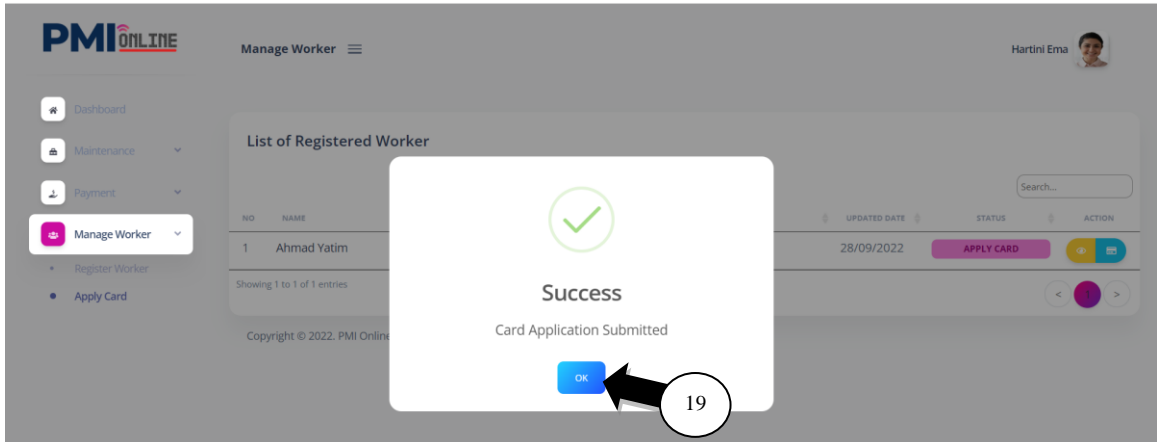 PMI ONLINE
Manage Worker
Hartini Ema
Dashboard
Maintenance
Payment
Manage Worker
Register Worker
Apply Card
List of Registered Worker
Search...
NO NAME UPDATED DATE STATUS ACTION
1 Ahmad Yatim 28/09/2022 APPLY CARD
Showing 1 to 1 of 1 entries
< 1 >
Copyright © 2022. PMI Online
Success
Card Application Submitted
OK
19